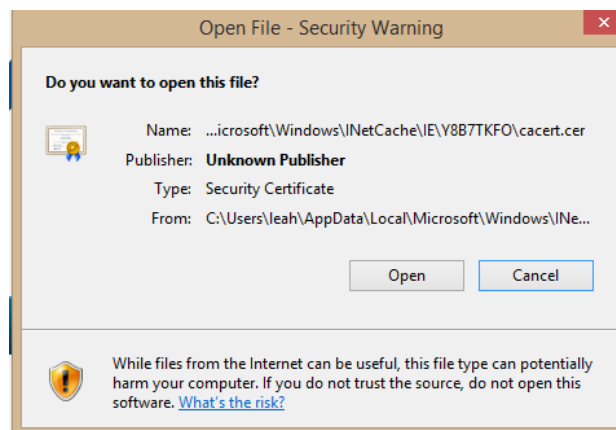 Open File - Security Warning
Do you want to open this file?
Name: ...icrosoft\Windows\INetCache\IE\Y8B7TKFO\cacert.cer
Publisher: Unknown Publisher
Type: Security Certificate
From: C:\Users\leah\AppData\Local\Microsoft\Windows\INe...
Open Cancel
While files from the Internet can be useful, this file type can potentially
harm your computer. If you do not trust the source, do not open this
software. What's the risk?